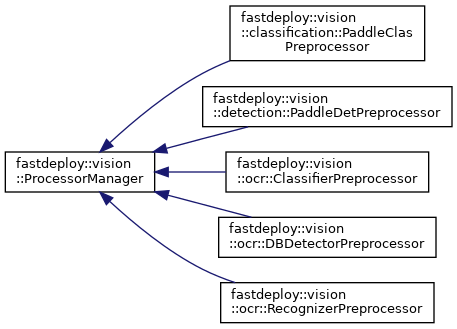 fastdeploy::vision
::classification::PaddleClas
Preprocessor
fastdeploy::vision
::detection::PaddleDetPreprocessor
fastdeploy::vision
::ProcessorManager
fastdeploy::vision
::ocr::ClassifierPreprocessor
fastdeploy::vision
::ocr::DBDetectorPreprocessor
fastdeploy::vision
::ocr::RecognizerPreprocessor